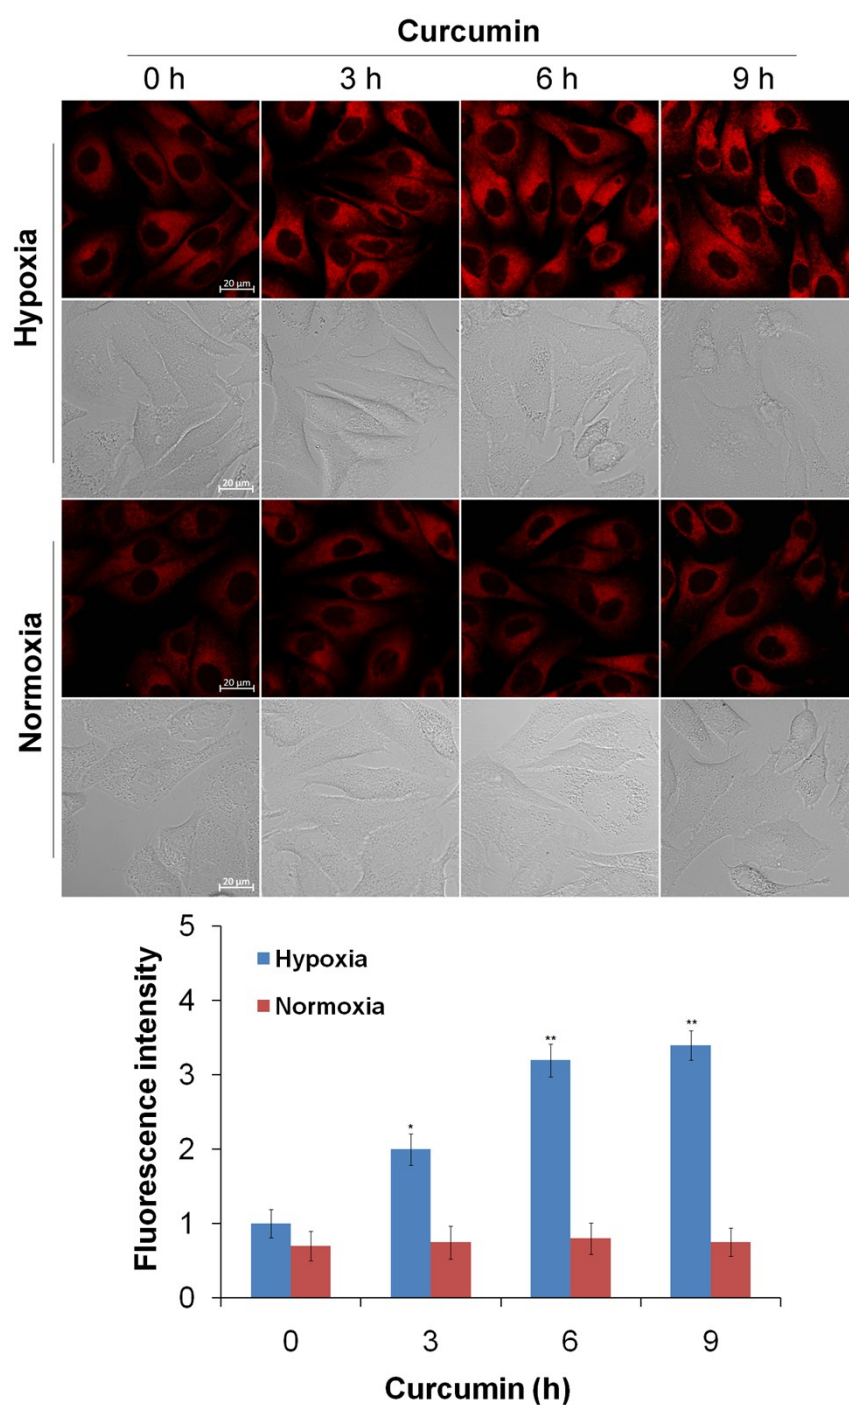 Curcumin
0 h 3 h 6 h 9 h
Hypoxia
20 µm
20 µm
Normoxia
20 µm
20 µm
5
4
3
2
1
0
Fluorescence intensity
Hypoxia
Normoxia
*
**
**
0 3 6 9
Curcumin (h)